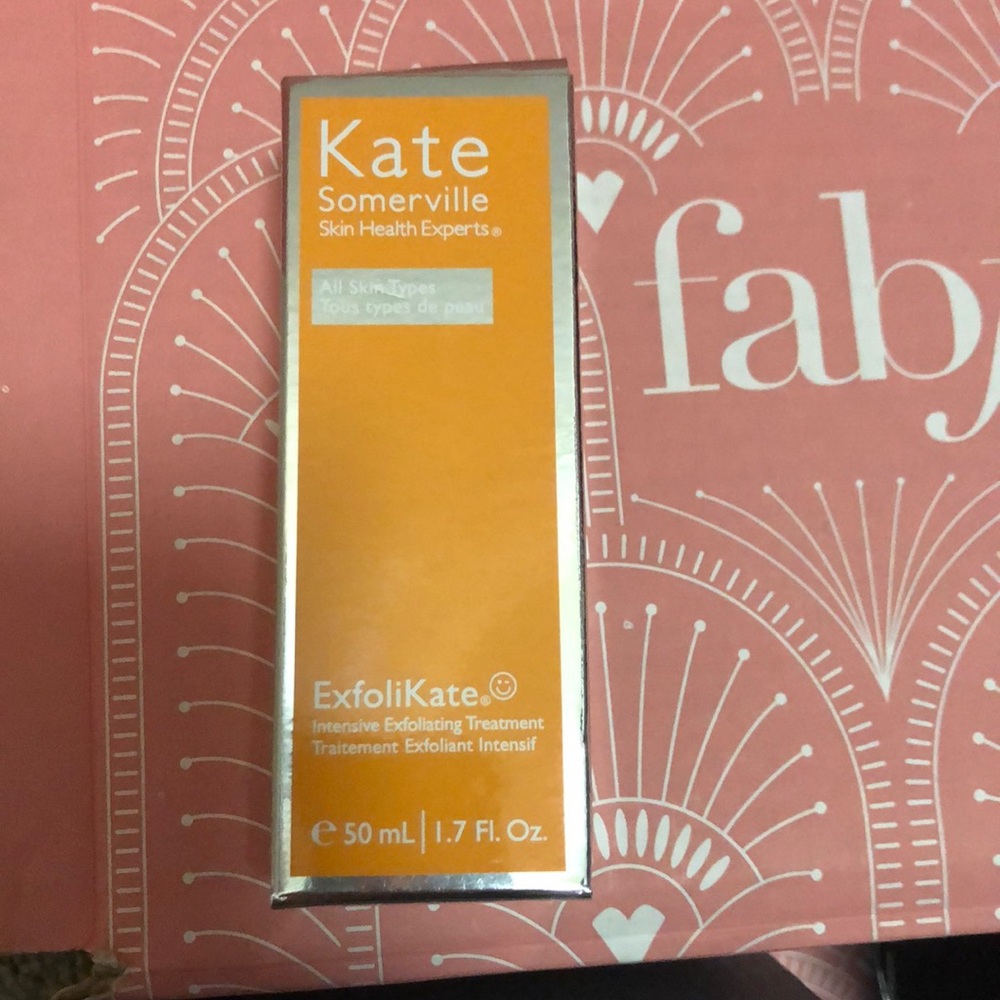 Kate
Somerville
Skin Health Experts®
All Skin Types
Tous types de peau
ExfoliKate®
Intensive Exfoliating Treatment
Traitement Exfoliant Intensif
e 50 mL | 1.7 Fl. Oz.
fab